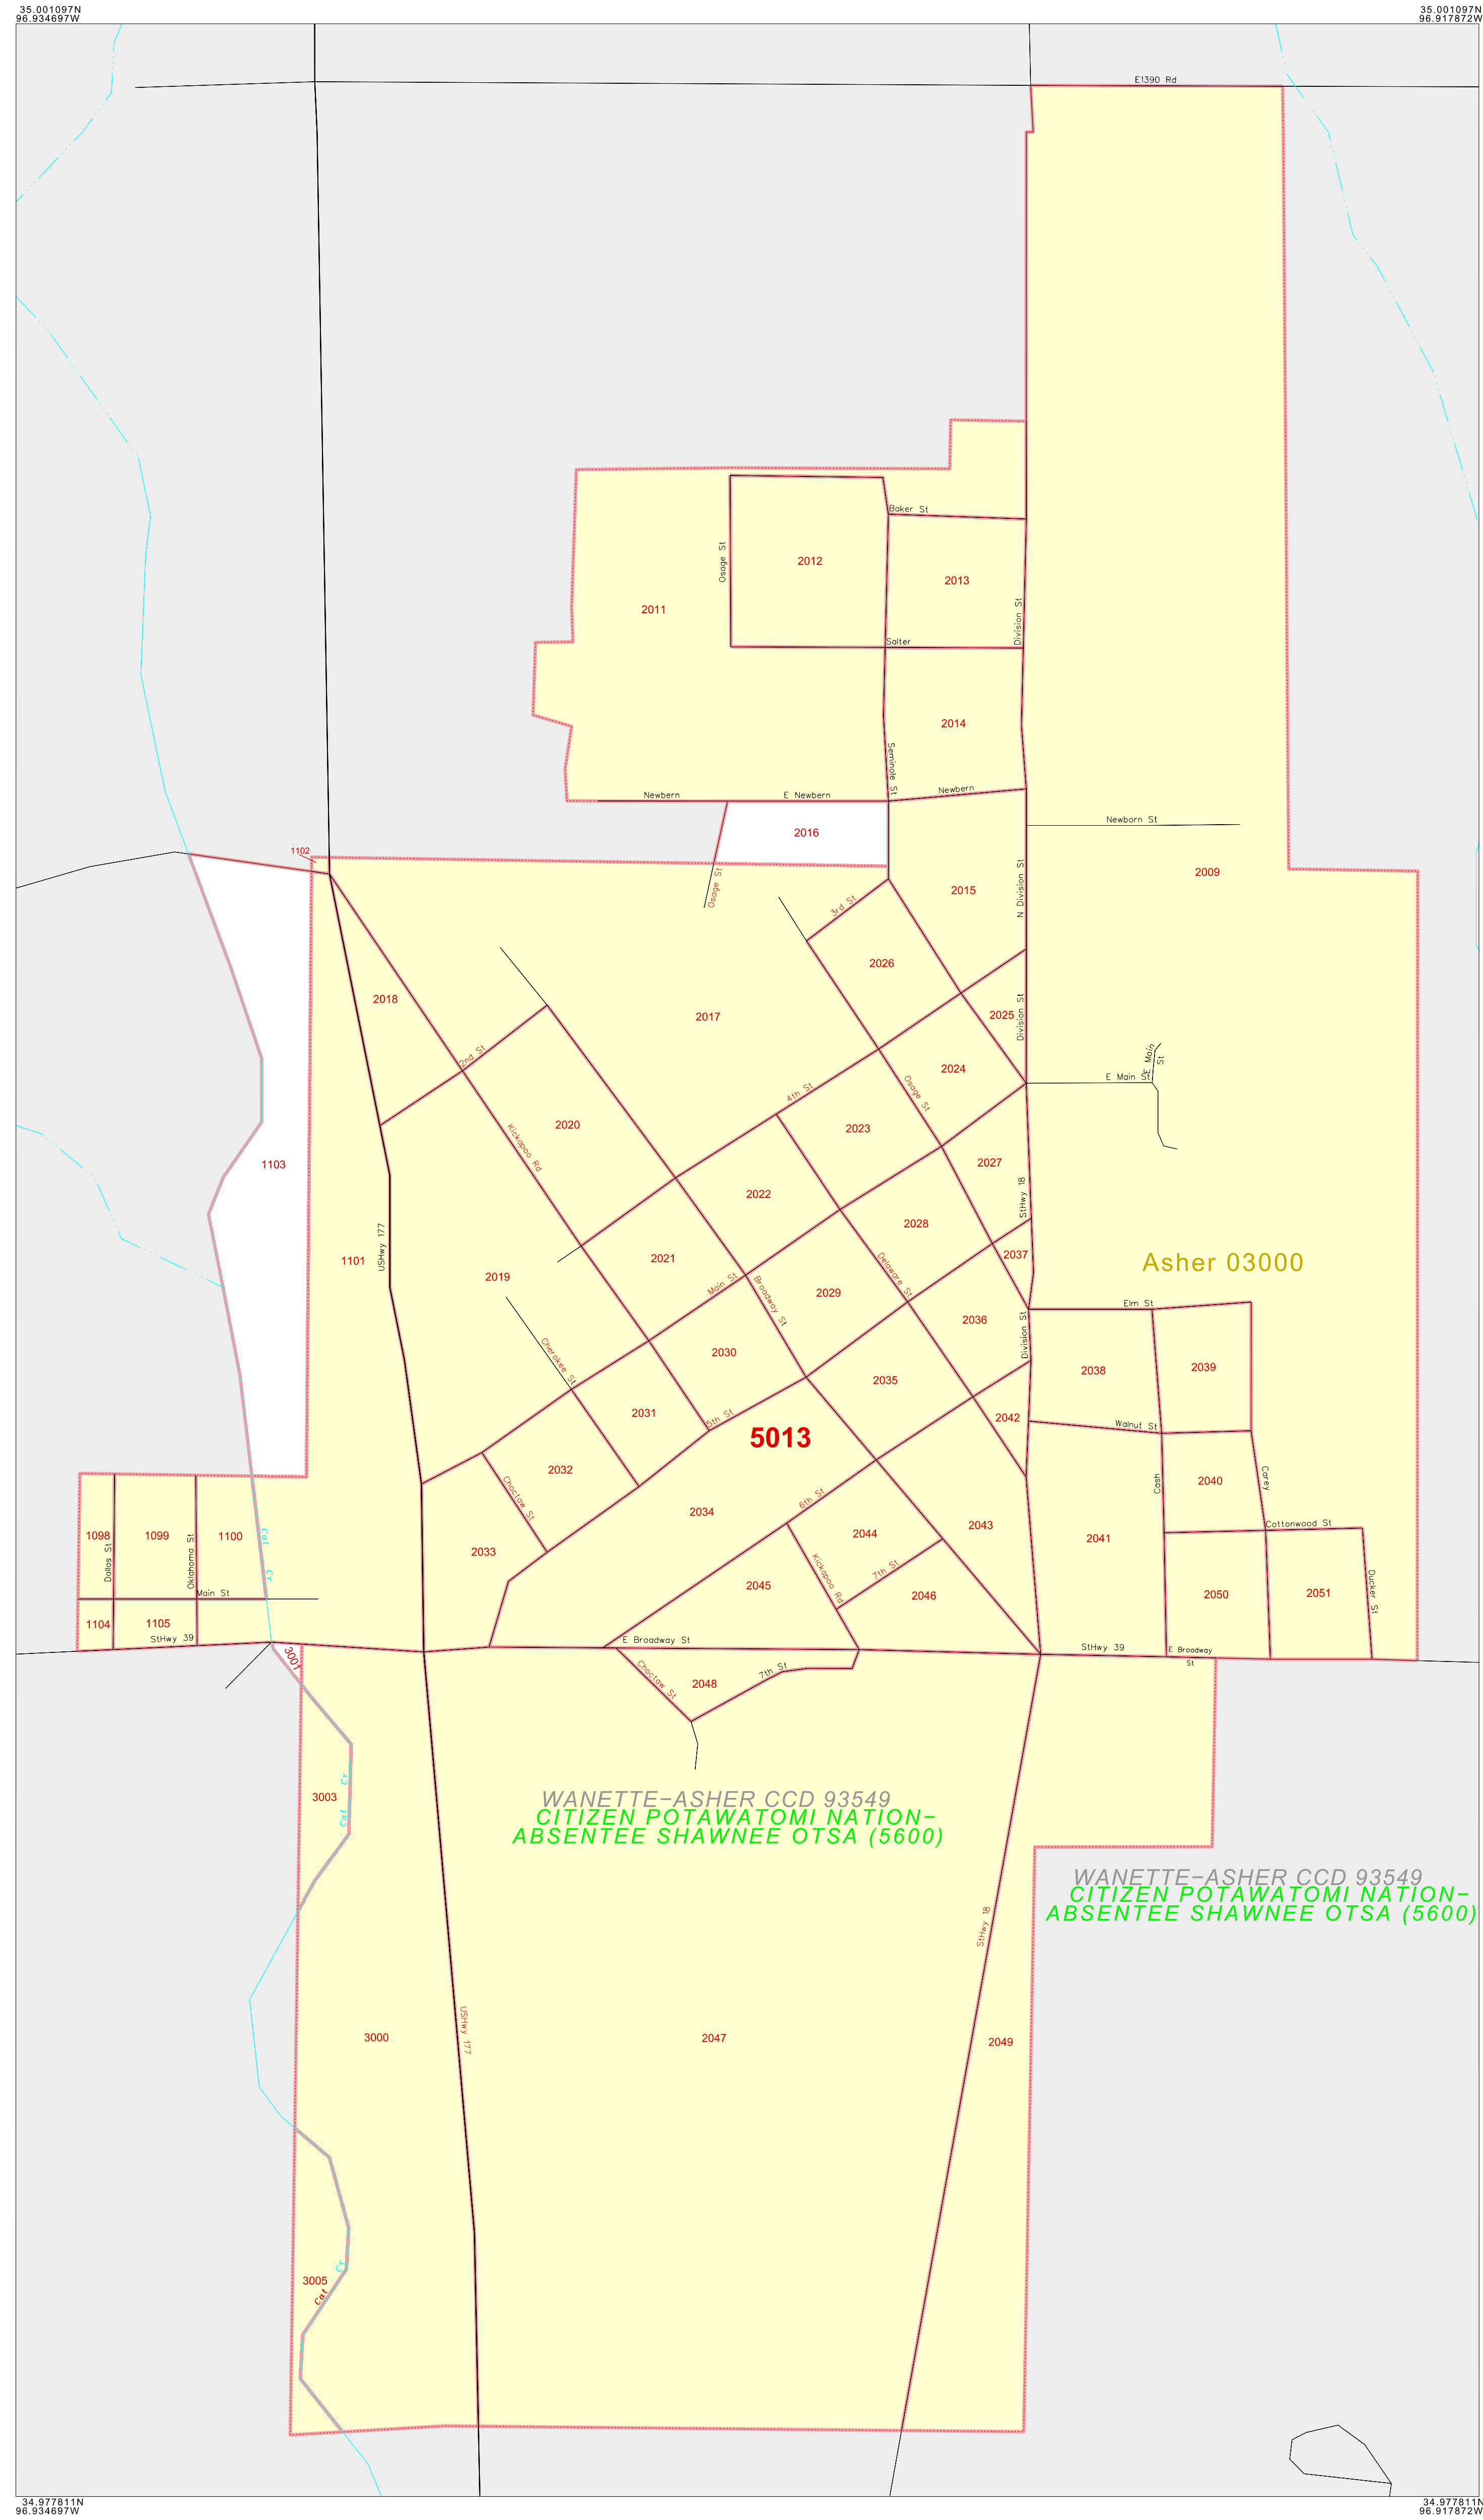 35.001097N
96.934697W
35.001097N
96.917872W
E1390 Rd
Baker St
Osage St
2012
2013
2011
Division St
Salter
2014
Seminole St
Newbern
E Newbern
Newbern
2016
Newborn St
1102
Osage St
2015
N Division St
2009
3rd St
2026
2018
2017
2025
Division St
2nd St
E Main St
E Main St
2024
Osage St
4th St
2020
2023
Kickapoo Rd
2027
1103
2022
StHwy 18
2028
USHwy 177
1101
2019
2021
2037
Asher 03000
Main St
Broadway St
2029
Delaware St
Elm St
2036
Division St
Cherokee St
2030
2035
2038
2039
2031
5th St
2042
Walnut St
5013
2032
Choctaw St
Cash
2040
Carey
2034
6th St
2043
Cottonwood St
1098
1099
1100
Cat Cr
Dallas St
Oklahoma St
2033
2044
2041
7th St
Kickapoo Rd
2045
2046
2050
2051
Ducker St
Main St
1104
1105
StHwy 39
E Broadway St
StHwy 39
E Broadway St
3001
Choctaw St
2048
7th St
3003
Cat Cr
WANETTE-ASHER CCD 93549
CITIZEN POTAWATOMI NATION-
ABSENTEE SHAWNEE OTSA (5600)
WANETTE-ASHER CCD 93549
CITIZEN POTAWATOMI NATION-
ABSENTEE SHAWNEE OTSA (5600)
StHwy 18
USHwy 177
3000
2047
2049
3005
Cat Cr
34.977811N
96.934697W
34.977811N
96.917872W